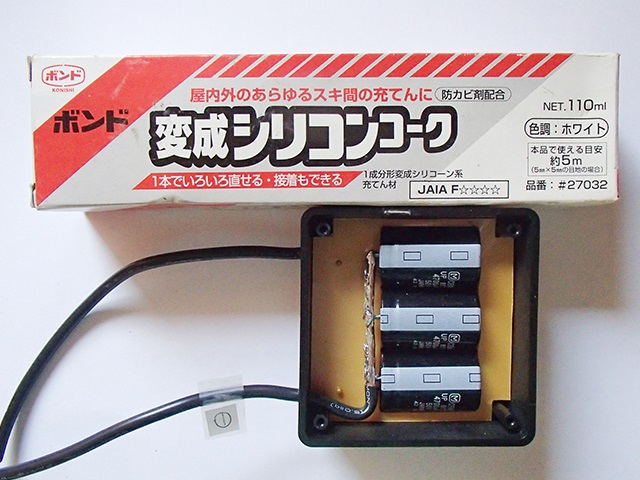 ボンド
KONISHI
屋内外のあらゆるスキ間の充てんに
防カビ剤配合
NET.110ml
ボンド
変成シリコンコーク
色調:ホワイト
1本でいろいろ直せる・接着もできる
1成分形変成シリコーン系
充てん材
JAIA F☆☆☆☆
本品で使える目安
約5m
(5㎜×5㎜の目地の場合)
品番:#27032
UP
UP
UP